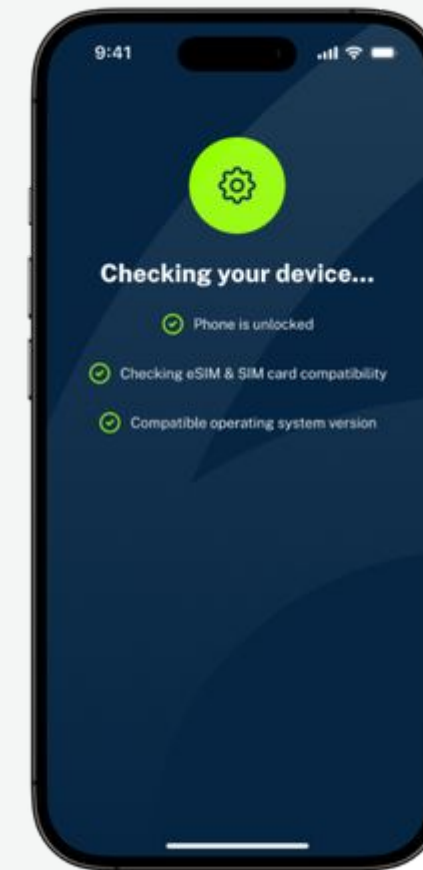 9:41
Checking your device...
Phone is unlocked
Checking eSIM & SIM card compatibility
Compatible operating system version